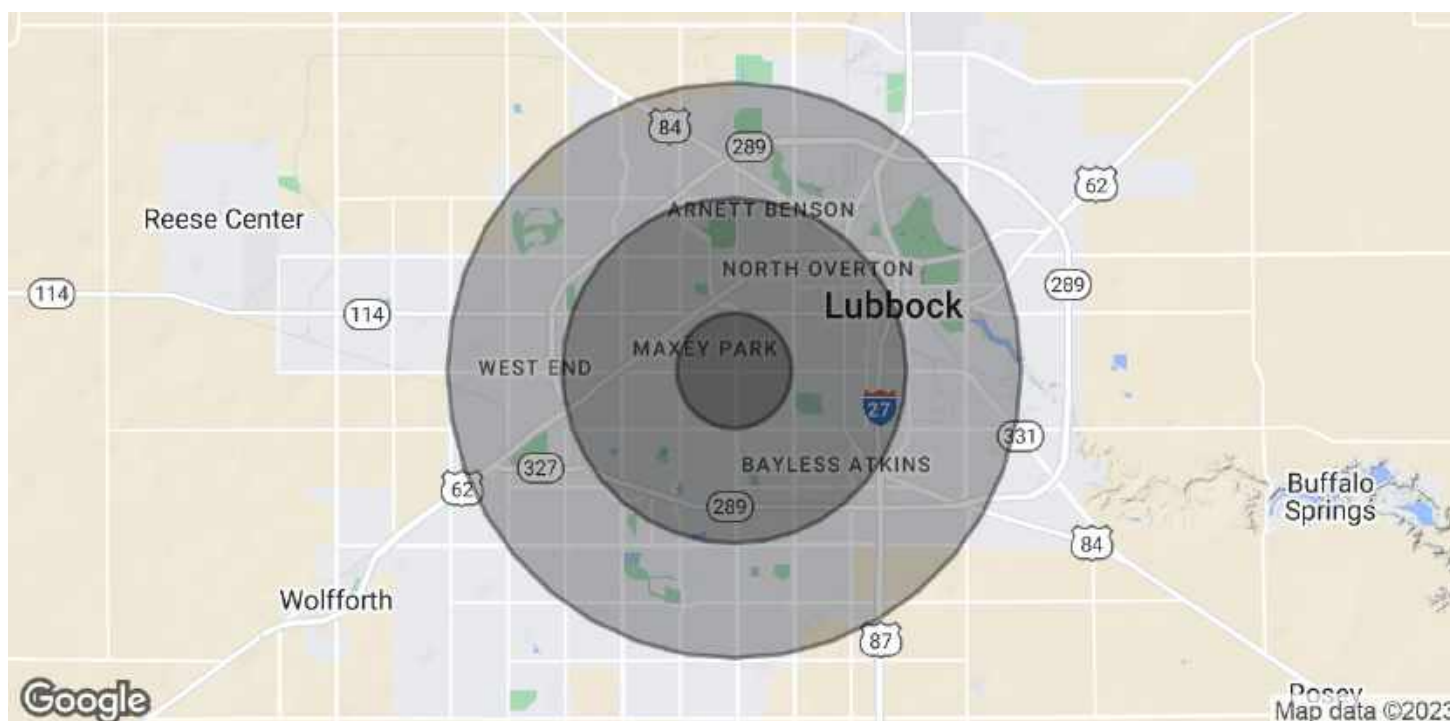 84
289
62
Reese Center
ARNETT BENSON
NORTH OVERTON
289
114
114
Lubbock
MAXEY PARK
WEST END
27
331
327
BAYLESS ATKINS
62
289
Buffalo
Springs
84
Wolfforth
87
Posey
Google
Map data ©2023